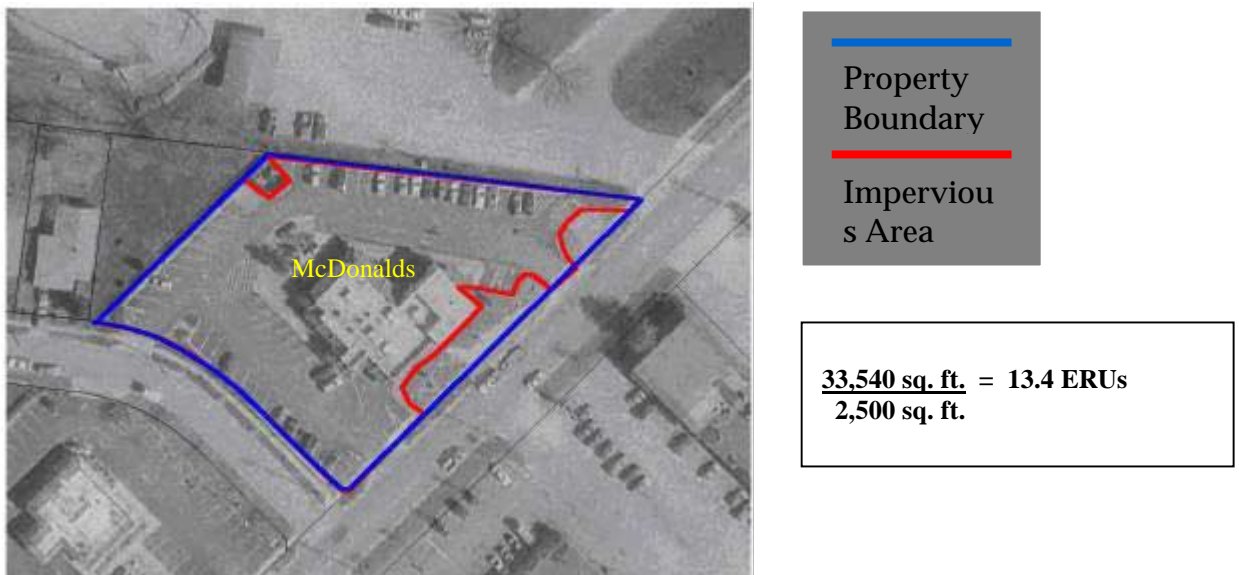 McDonalds
Property
Boundary
Imperviou
s Area
33,540 sq. ft. = 13.4 ERUs
2,500 sq. ft.